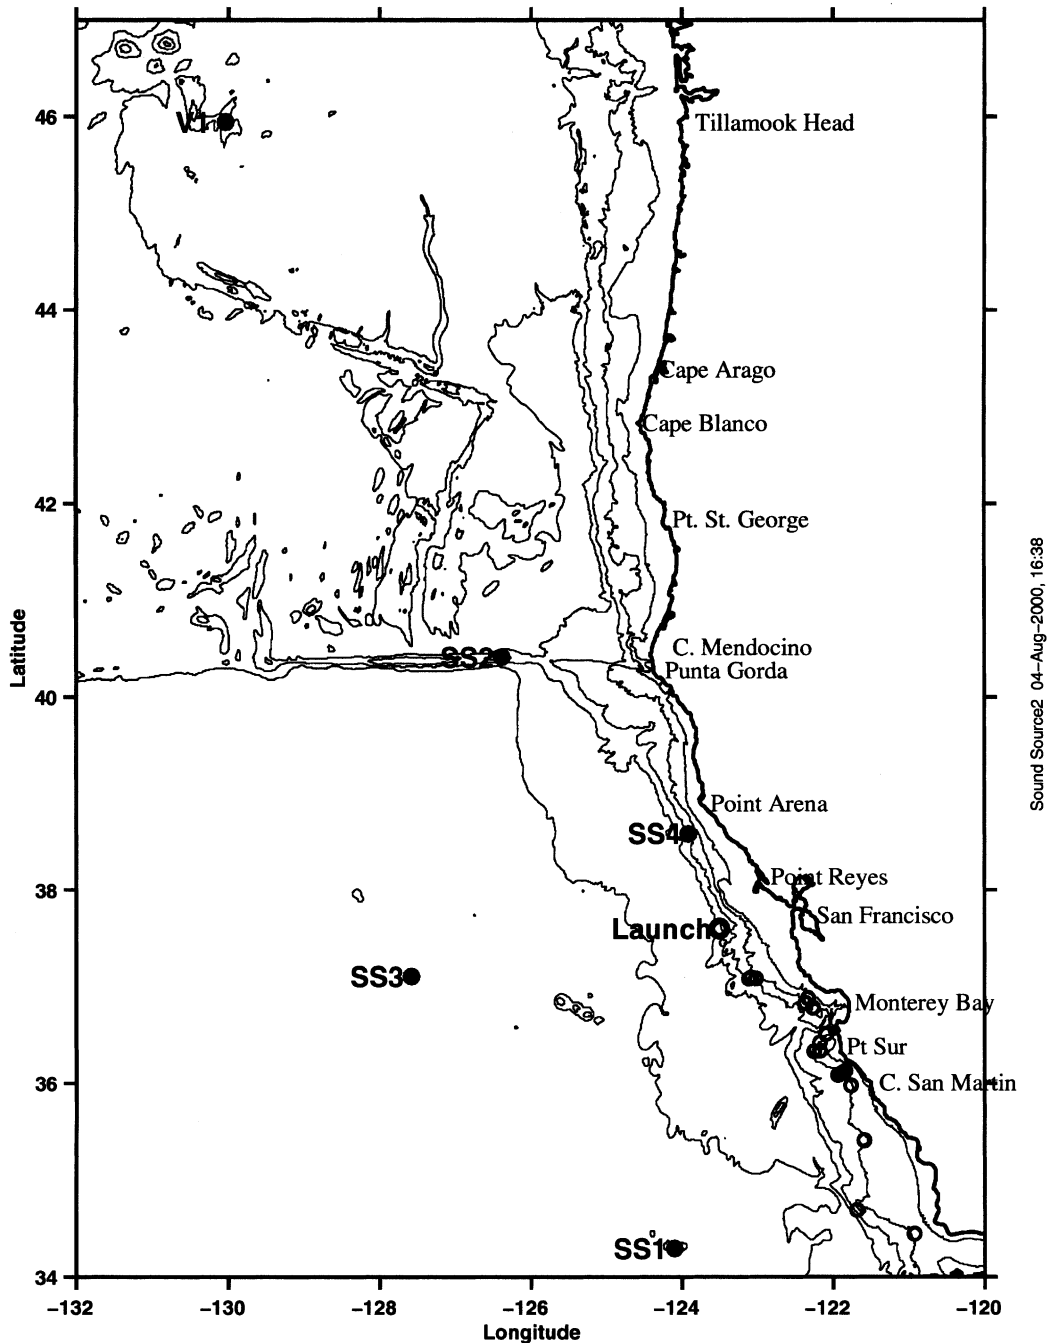 46
V1
Tillamook Head
44
Cape Arago
Cape Blanco
42
Pt. St. George
C. Mendocino
SS2
Punta Gorda
Latitude
40
Point Arena
SS4
38
Point Reyes
San Francisco
Launch
SS3
Monterey Bay
Pt Sur
36
C. San Martin
SS1
34
−132
−130
−128
−126
−124
−122
−120
Longitude
Sound Source2 04−Aug−2000, 16:38